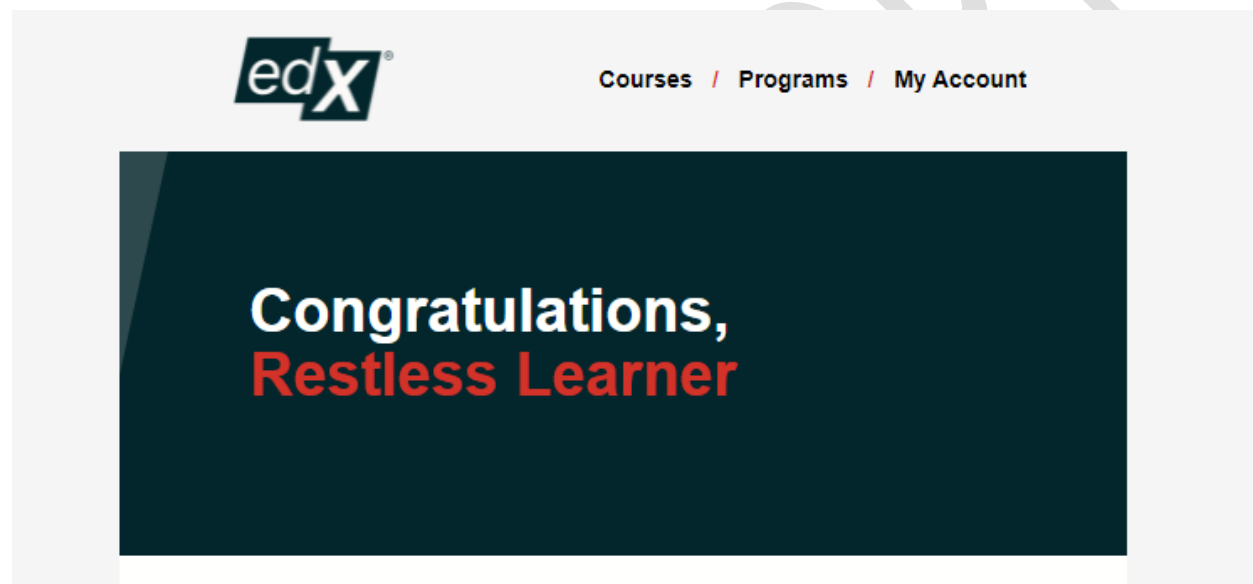 edX®
Courses / Programs / My Account
Congratulations,
Restless Learner